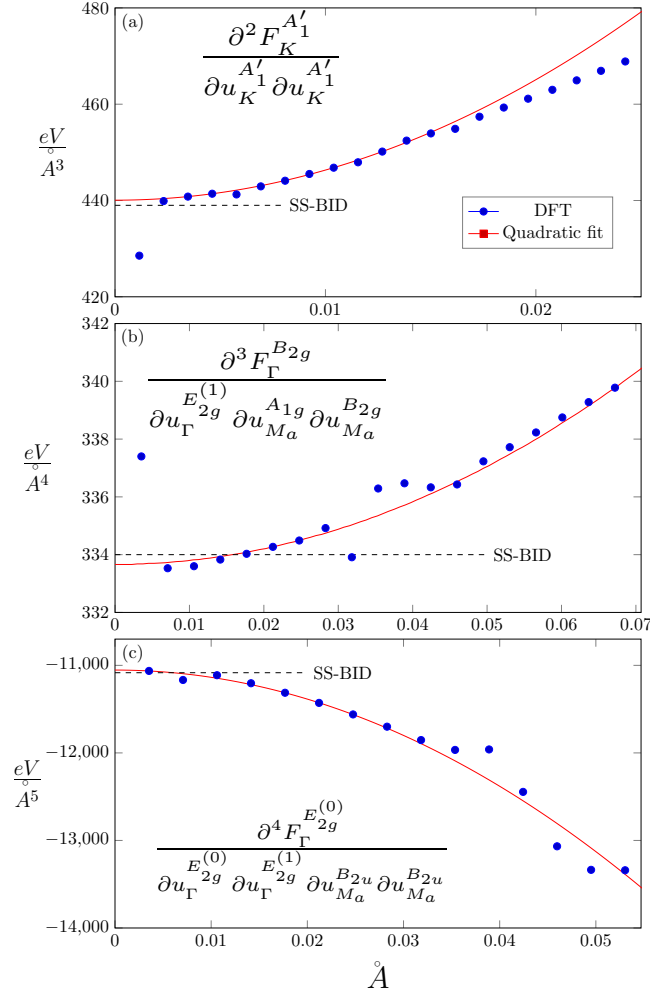 (a)
∂²F_K^{A′₁}
∂u_K^{A′₁} ∂u_K^{A′₁}
480
460
440
420
eV
Å³
SS-BID
DFT
Quadratic fit
0 0.01 0.02
(b)
∂³F_Γ^{B_{2g}}
∂u_Γ^{E_{2g}^{(1)}} ∂u_{M_a}^{A_{1g}} ∂u_{M_a}^{B_{2g}}
342
340
338
336
334
332
eV
Å⁴
SS-BID
0 0.01 0.02 0.03 0.04 0.05 0.06 0.07
(c)
−11,000
−12,000
−13,000
−14,000
eV
Å⁵
SS-BID
∂⁴F_Γ^{E_{2g}^{(0)}}
∂u_Γ^{E_{2g}^{(0)}} ∂u_Γ^{E_{2g}^{(1)}} ∂u_{M_a}^{B_{2u}} ∂u_{M_a}^{B_{2u}}
0 0.01 0.02 0.03 0.04 0.05
Å